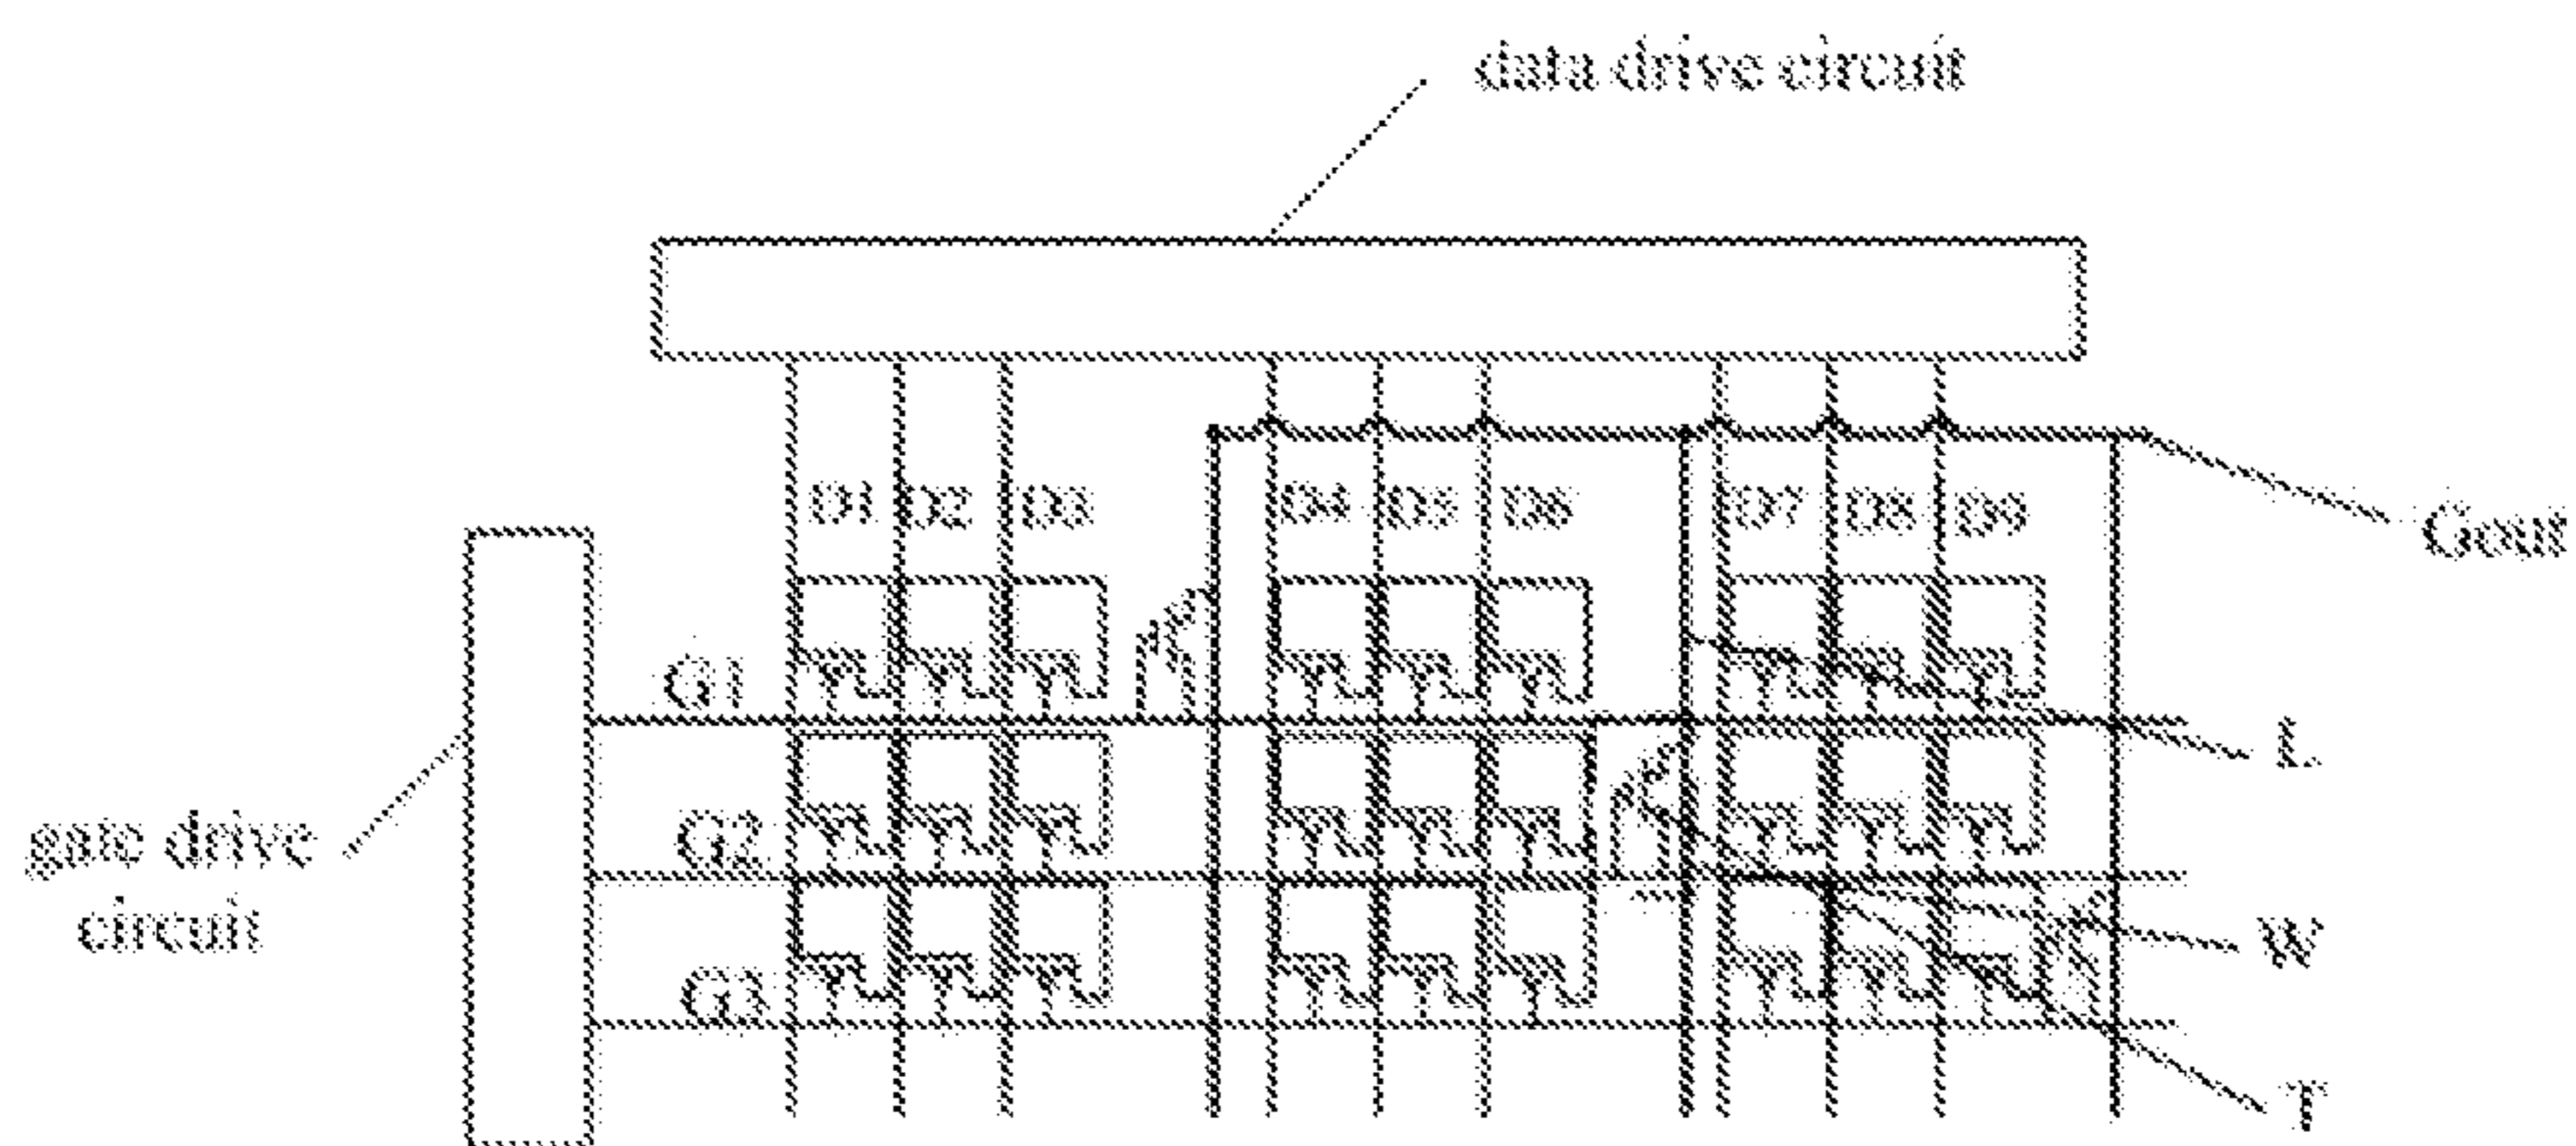 data drive circuit
D1 D2 D3 D4 D5 D6 D7 D8 D9
Gout
G1
L
gate drive
circuit
G2
W
G3
T